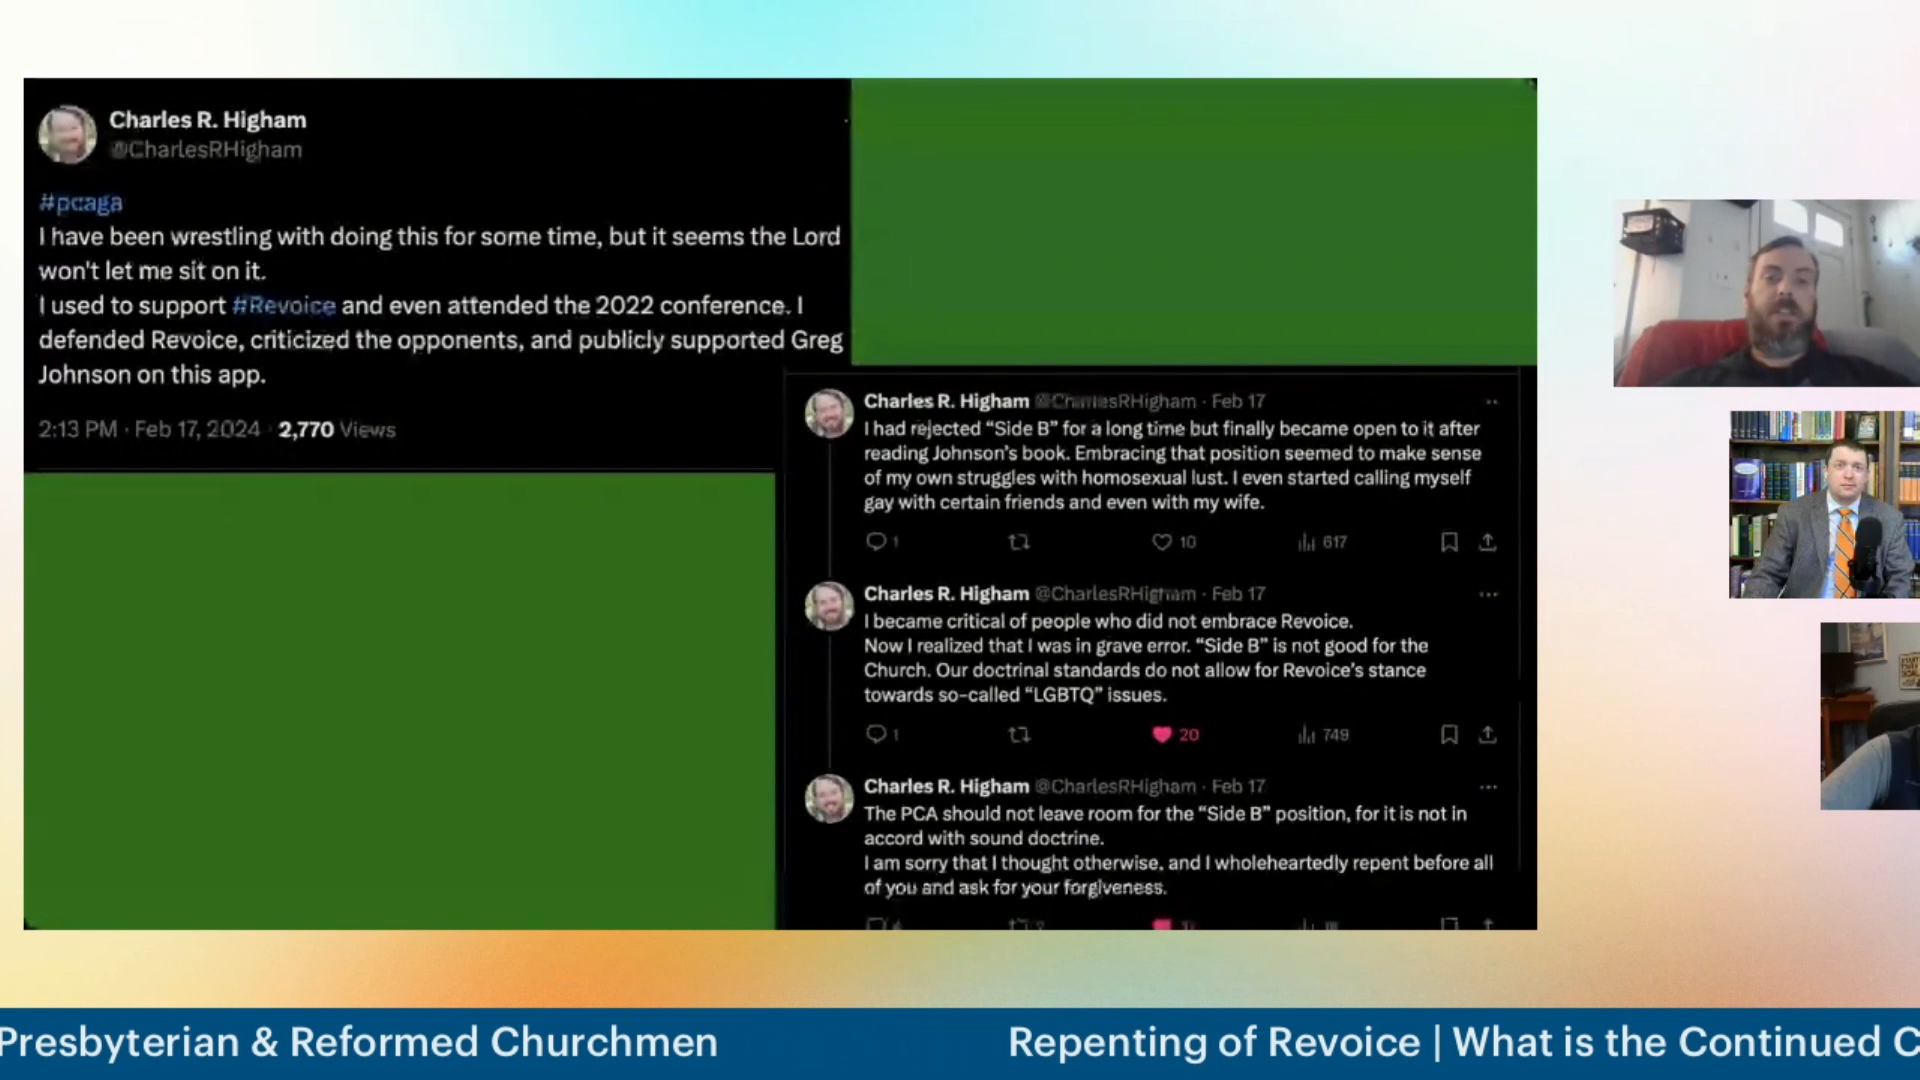 Charles R. Higham
@CharlesRHigham
#pcaga
I have been wrestling with doing this for some time, but it seems the Lord
won't let me sit on it.
I used to support #Revoice and even attended the 2022 conference. I
defended Revoice, criticized the opponents, and publicly supported Greg
Johnson on this app.
2:13 PM · Feb 17, 2024 · 2,770 Views
Charles R. Higham @CharlesRHigham · Feb 17
I had rejected “Side B” for a long time but finally became open to it after
reading Johnson’s book. Embracing that position seemed to make sense
of my own struggles with homosexual lust. I even started calling myself
gay with certain friends and even with my wife.
1 10 617
Charles R. Higham @CharlesRHigham · Feb 17
I became critical of people who did not embrace Revoice.
Now I realized that I was in grave error. “Side B” is not good for the
Church. Our doctrinal standards do not allow for Revoice’s stance
towards so-called “LGBTQ” issues.
1 20 749
Charles R. Higham @CharlesRHigham · Feb 17
The PCA should not leave room for the “Side B” position, for it is not in
accord with sound doctrine.
I am sorry that I thought otherwise, and I wholeheartedly repent before all
of you and ask for your forgiveness.
Presbyterian & Reformed Churchmen
Repenting of Revoice | What is the Continued C